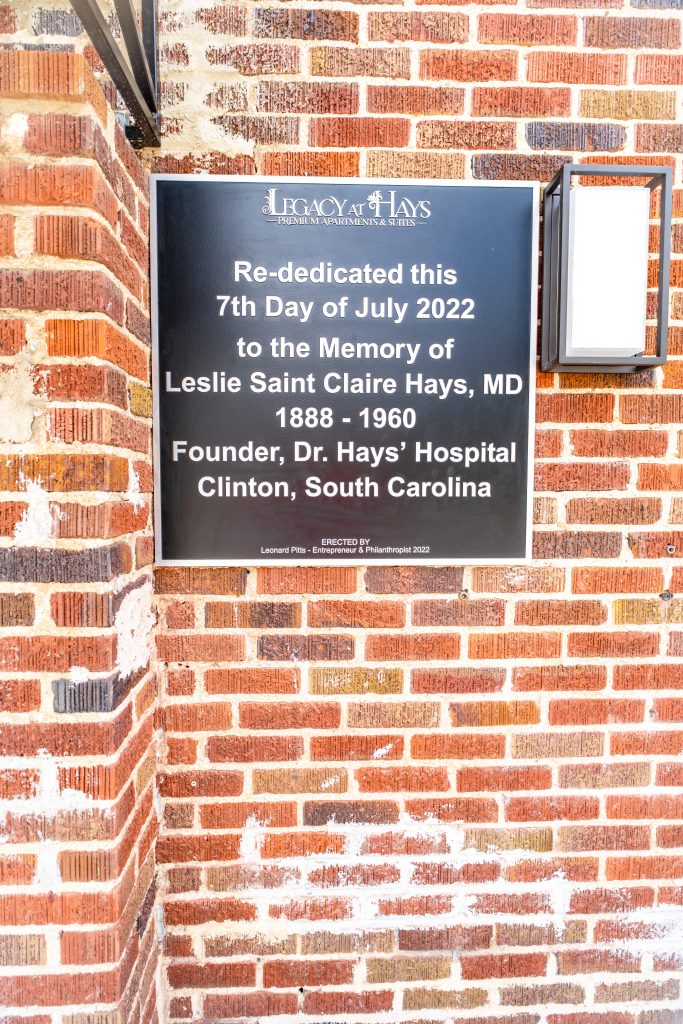 LEGACY AT HAYS
PREMIUM APARTMENTS & SUITES
Re-dedicated this
7th Day of July 2022
to the Memory of
Leslie Saint Claire Hays, MD
1888 - 1960
Founder, Dr. Hays' Hospital
Clinton, South Carolina
ERECTED BY
Leonard Pitts - Entrepreneur & Philanthropist 2022